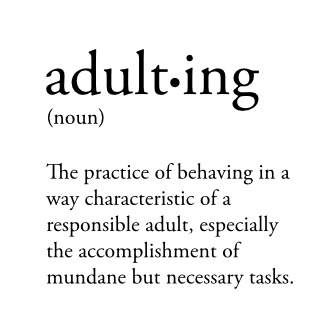 adult•ing
(noun)
The practice of behaving in a
way characteristic of a
responsible adult, especially
the accomplishment of
mundane but necessary tasks.